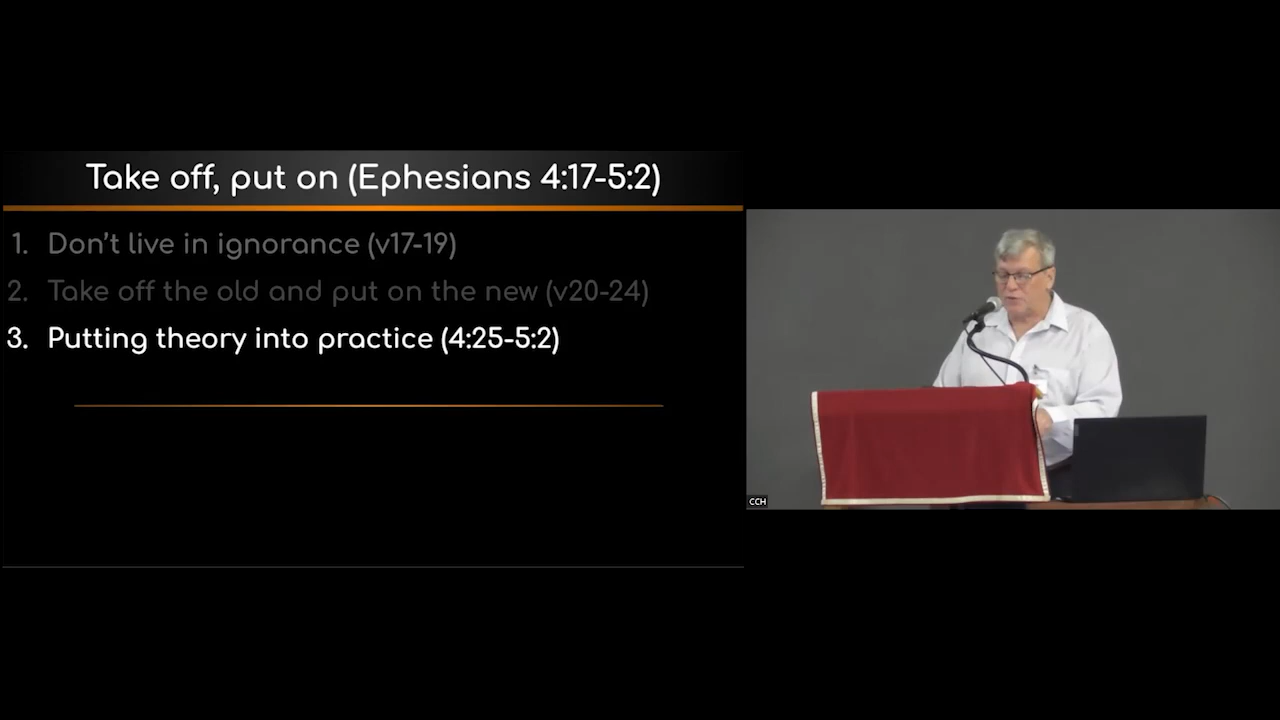 Take off, put on (Ephesians 4:17-5:2)
1. Don't live in ignorance (v17-19)
2. Take off the old and put on the new (v20-24)
3. Putting theory into practice (4:25-5:2)
CCH